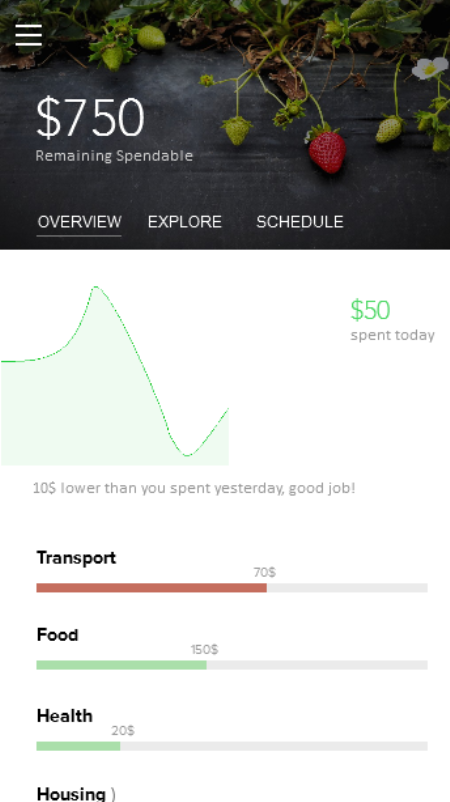 $750
Remaining Spendable
OVERVIEW EXPLORE SCHEDULE
$50
spent today
10$ lower than you spent yesterday, good job!
Transport
70$
Food
150$
Health
20$
Housing )